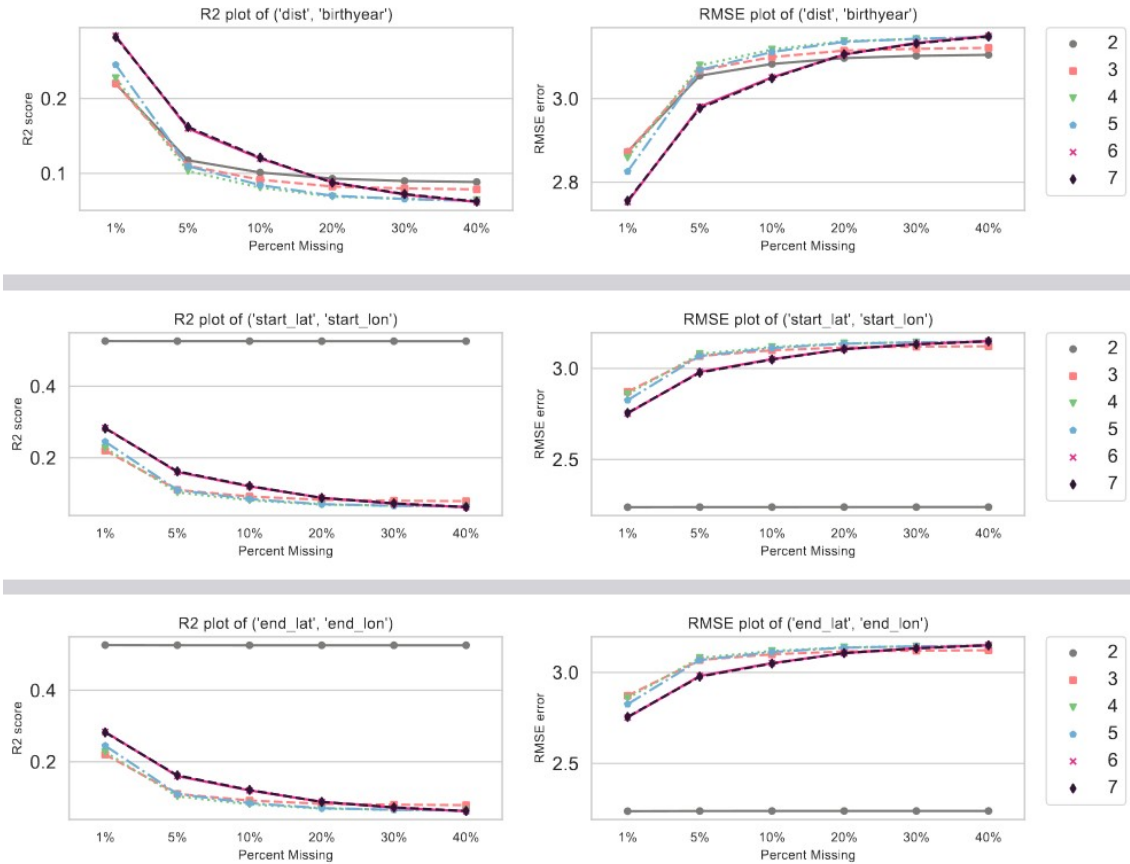 R2 plot of ('dist', 'birthyear')
R2 score
0.2
0.1
1% 5% 10% 20% 30% 40%
Percent Missing
RMSE plot of ('dist', 'birthyear')
RMSE error
3.0
2.8
1% 5% 10% 20% 30% 40%
Percent Missing
2
3
4
5
6
7
R2 plot of ('start_lat', 'start_lon')
R2 score
0.4
0.2
1% 5% 10% 20% 30% 40%
Percent Missing
RMSE plot of ('start_lat', 'start_lon')
RMSE error
3.0
2.5
1% 5% 10% 20% 30% 40%
Percent Missing
2
3
4
5
6
7
R2 plot of ('end_lat', 'end_lon')
R2 score
0.4
0.2
1% 5% 10% 20% 30% 40%
Percent Missing
RMSE plot of ('end_lat', 'end_lon')
RMSE error
3.0
2.5
1% 5% 10% 20% 30% 40%
Percent Missing
2
3
4
5
6
7